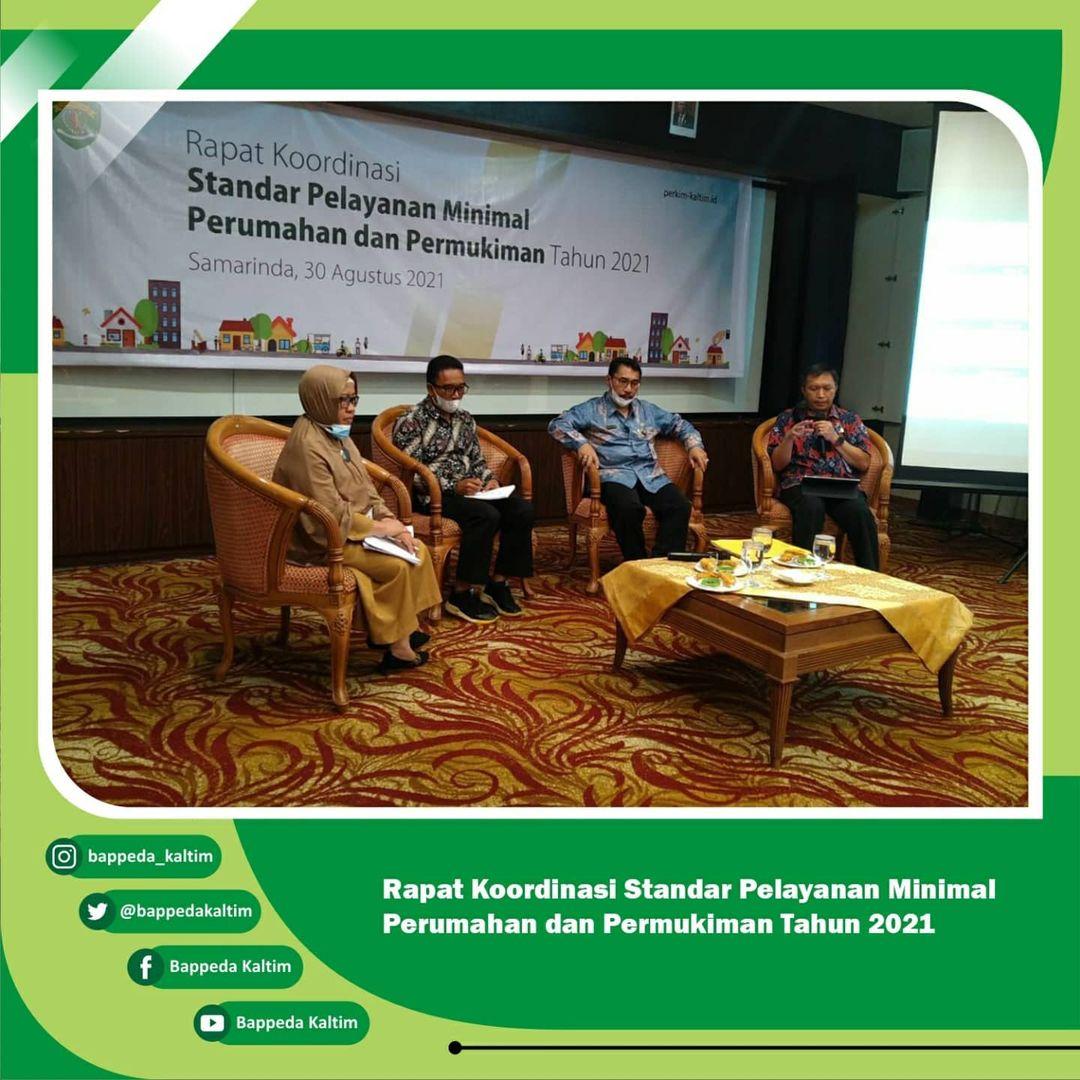 Rapat Koordinasi
Standar Pelayanan Minimal
Perumahan dan Permukiman Tahun 2021
Samarinda, 30 Agustus 2021
perkim-kaltim.id
bappeda_kaltim
@bappedakaltim
Bappeda Kaltim
Bappeda Kaltim
Rapat Koordinasi Standar Pelayanan Minimal
Perumahan dan Permukiman Tahun 2021